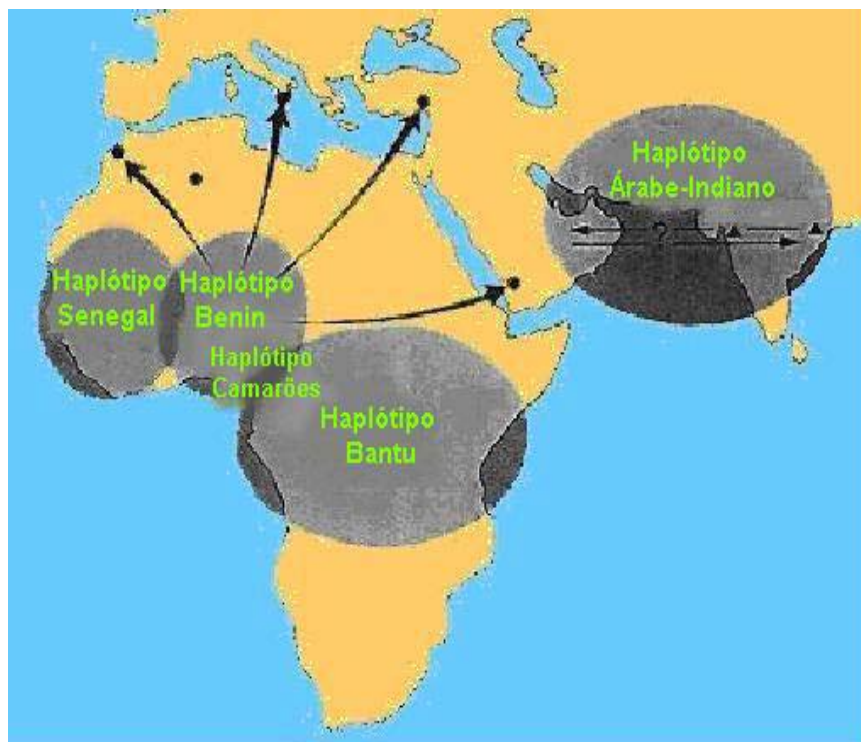 Haplótipo
Árabe-Indiano
?
Haplótipo
Senegal
Haplótipo
Benin
Haplótipo
Camarões
Haplótipo
Bantu